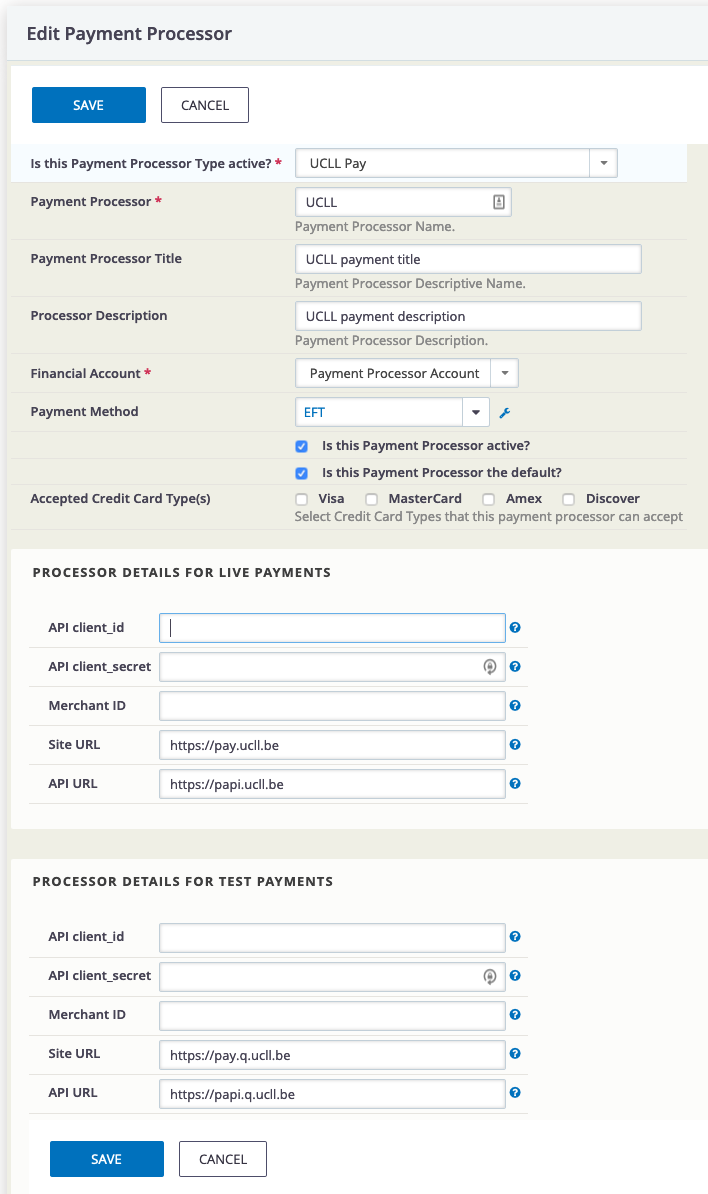 Edit Payment Processor
SAVE CANCEL
Is this Payment Processor Type active? * UCLL Pay
Payment Processor * UCLL
Payment Processor Name.
Payment Processor Title UCLL payment title
Payment Processor Descriptive Name.
Processor Description UCLL payment description
Payment Processor Description.
Financial Account * Payment Processor Account
Payment Method EFT
Is this Payment Processor active?
Is this Payment Processor the default?
Accepted Credit Card Type(s) Visa MasterCard Amex Discover
Select Credit Card Types that this payment processor can accept
PROCESSOR DETAILS FOR LIVE PAYMENTS
API client_id ?
API client_secret ?
Merchant ID ?
Site URL https://pay.ucll.be ?
API URL https://papi.ucll.be ?
PROCESSOR DETAILS FOR TEST PAYMENTS
API client_id ?
API client_secret ?
Merchant ID ?
Site URL https://pay.q.ucll.be ?
API URL https://papi.q.ucll.be ?
SAVE CANCEL